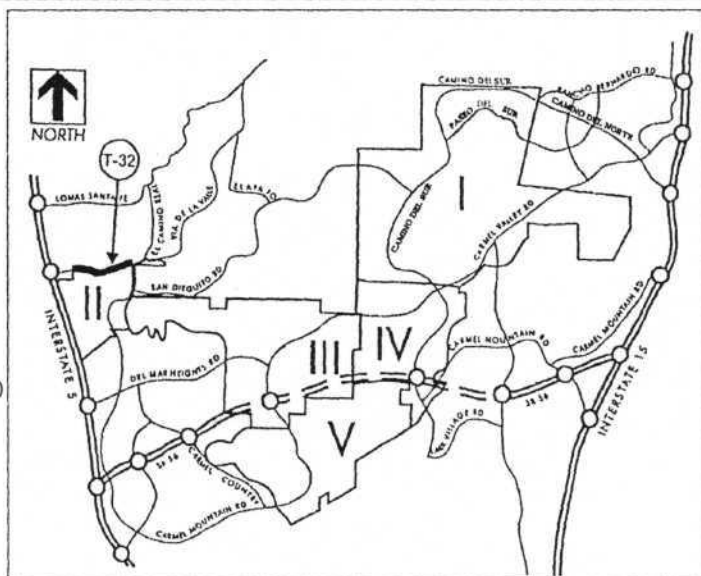 CAMINO DEL SUR
RANCHO BERNARDO RD
CAMINO DEL NORTE
PASEO DEL SUR
NORTH
T-32
LOMAS SANTA FE
EL CAMINO REAL
VIA DE LA VALLE
EL APAJO
I
CAMINO DEL SUR
CARMEL VALLEY RD
SAN DIEGUITO RD
II
INTERSTATE 5
DEL MAR HEIGHTS RD
III
IV
CARMEL MOUNTAIN RD
CARMEL MOUNTAIN RD
SR 56
INTERSTATE 15
V
VILLAGE RD
SR 56
CARMEL COUNTRY
CARMEL MOUNTAIN RD